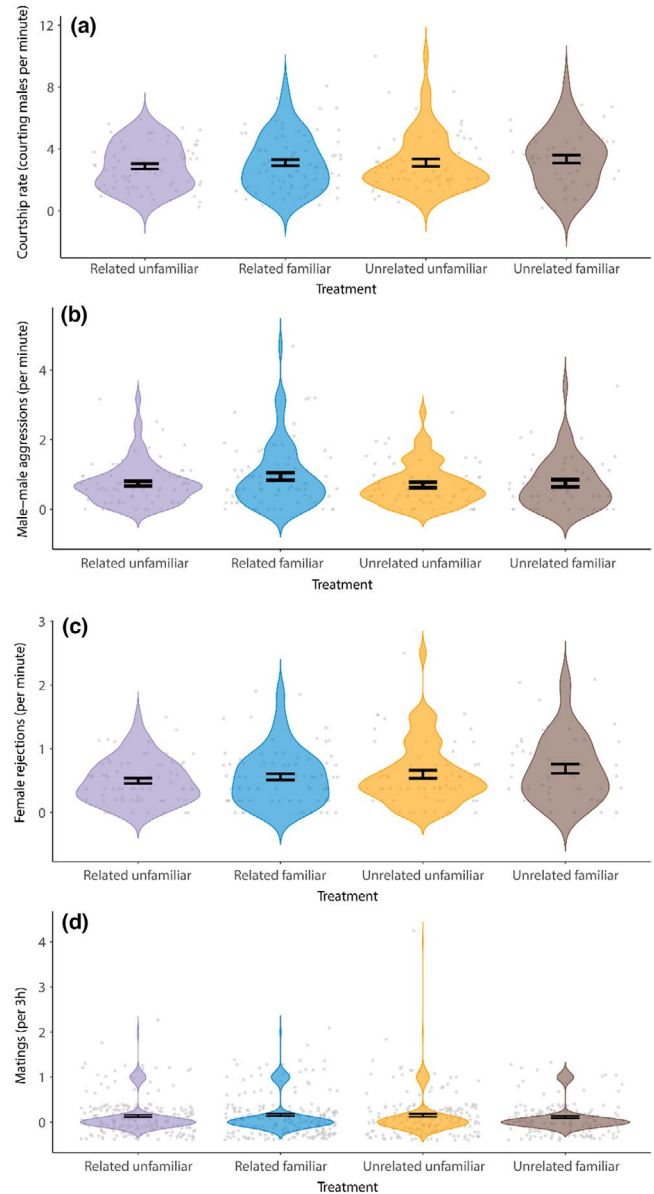 (a)
Courtship rate (courting males per minute)
12
8
4
0
Related unfamiliar
Related familiar
Unrelated unfamiliar
Unrelated familiar
Treatment
(b)
Male–male aggressions (per minute)
4
2
0
Related unfamiliar
Related familiar
Unrelated unfamiliar
Unrelated familiar
Treatment
(c)
Female rejections (per minute)
3
2
1
0
Related unfamiliar
Related familiar
Unrelated unfamiliar
Unrelated familiar
Treatment
(d)
Matings (per 3h)
4
3
2
1
0
Related unfamiliar
Related familiar
Unrelated unfamiliar
Unrelated familiar
Treatment